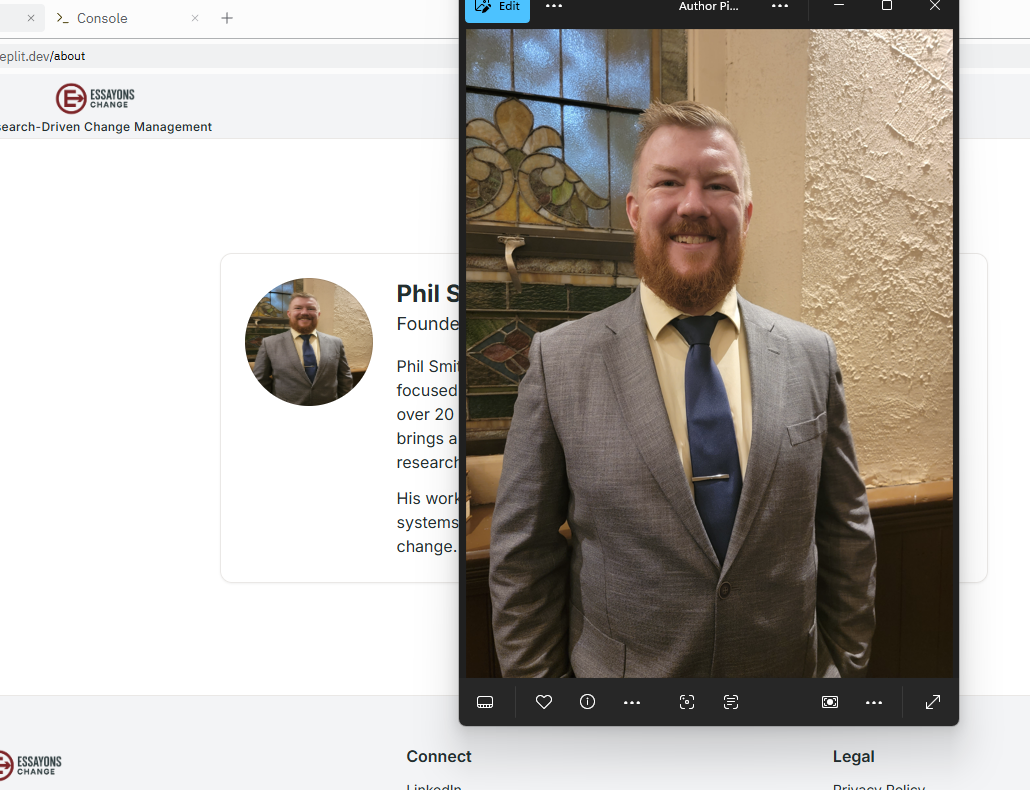 Console
eplit.dev/about
ESSAYONS
CHANGE
search-Driven Change Management
Edit
Author Pi...
Phil S
Founde
Phil Smit
focused
over 20
brings a
research
His work
systems
change.
ESSAYONS
CHANGE
Connect
LinkedIn
Legal
Privacy Policy